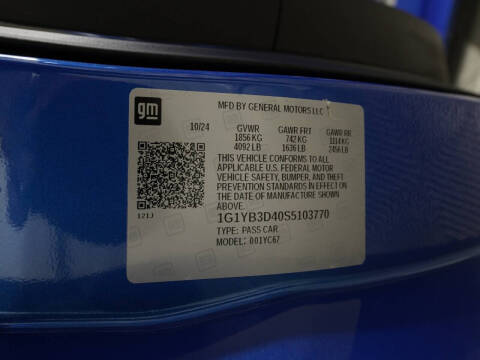 gm
MFD BY GENERAL MOTORS LLC
10/24 GVWR GAWR FRT GAWR RR
1856 KG 742 KG 1114 KG
4092 LB 1636 LB 2456 LB
THIS VEHICLE CONFORMS TO ALL
APPLICABLE U.S. FEDERAL MOTOR
VEHICLE SAFETY, BUMPER, AND THEFT
PREVENTION STANDARDS IN EFFECT ON
THE DATE OF MANUFACTURE SHOWN
ABOVE.
121J
1G1YB3D40S5103770
TYPE: PASS CAR
MODEL: 001YC67